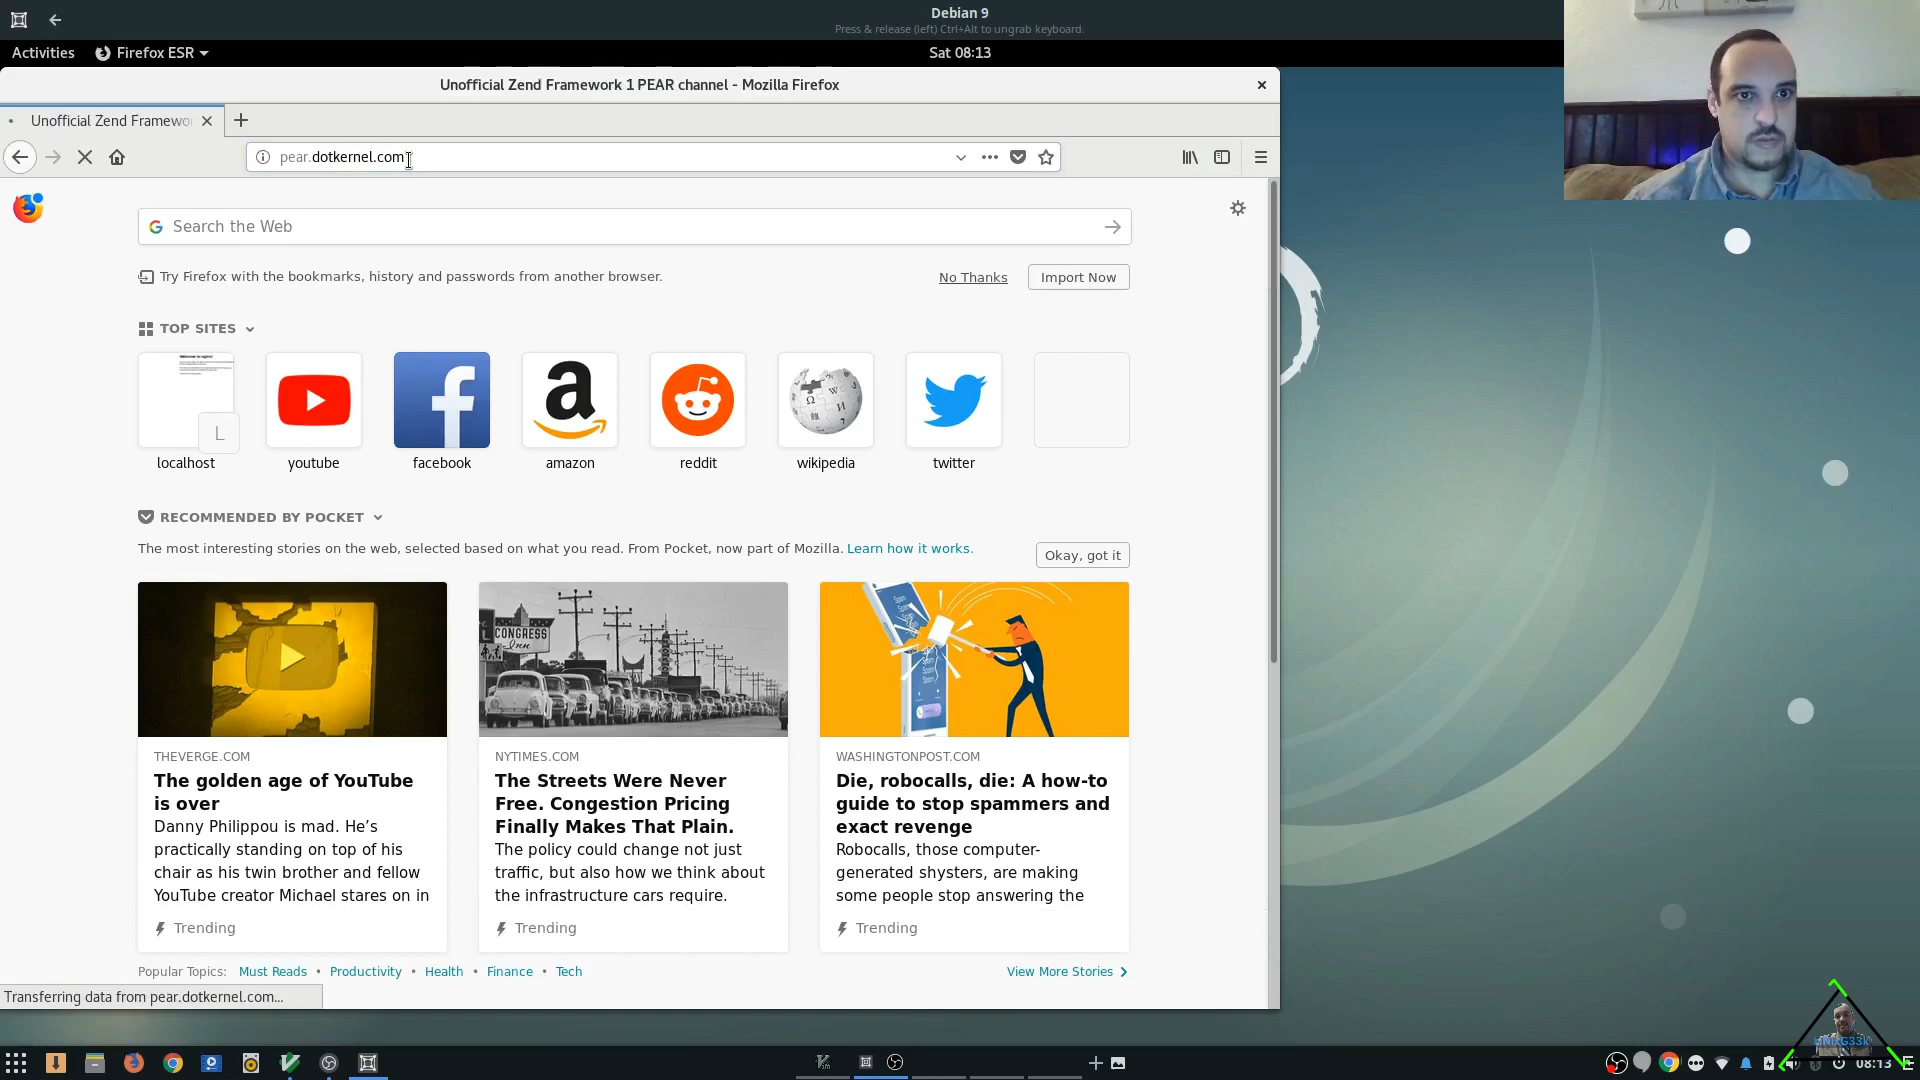 Debian 9
Press & release (left) Ctrl+Alt to ungrab keyboard.
Activities
Firefox ESR
Sat 08:13
Unofficial Zend Framework 1 PEAR channel - Mozilla Firefox
Unofficial Zend Framewo
pear.dotkernel.com
Search the Web
Try Firefox with the bookmarks, history and passwords from another browser.
No Thanks
Import Now
TOP SITES
L
localhost
youtube
facebook
amazon
reddit
wikipedia
twitter
RECOMMENDED BY POCKET
The most interesting stories on the web, selected based on what you read. From Pocket, now part of Mozilla. Learn how it works.
Okay, got it
CONGRESS
Inn
THEVERGE.COM
The golden age of YouTube
is over
Danny Philippou is mad. He’s
practically standing on top of his
chair as his twin brother and fellow
YouTube creator Michael stares on in
Trending
NYTIMES.COM
The Streets Were Never
Free. Congestion Pricing
Finally Makes That Plain.
The policy could change not just
traffic, but also how we think about
the infrastructure cars require.
Trending
WASHINGTONPOST.COM
Die, robocalls, die: A how-to
guide to stop spammers and
exact revenge
Robocalls, those computer-
generated shysters, are making
some people stop answering the
Trending
Popular Topics: Must Reads • Productivity • Health • Finance • Tech
View More Stories
Transferring data from pear.dotkernel.com...
08:13